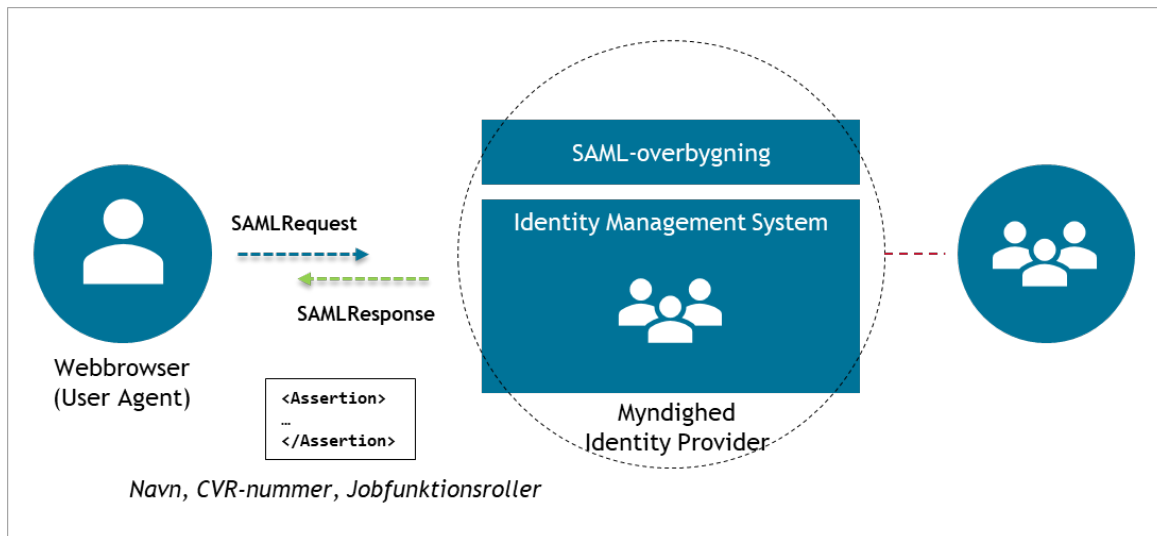 SAML-overbygning
Identity Management System
SAMLRequest
SAMLResponse
Webbrowser
(User Agent)
<Assertion>
…
</Assertion>
Myndighed
Identity Provider
Navn, CVR-nummer, Jobfunktionsroller